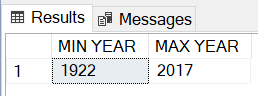 Results Messages
MIN YEAR MAX YEAR
1 1922 2017